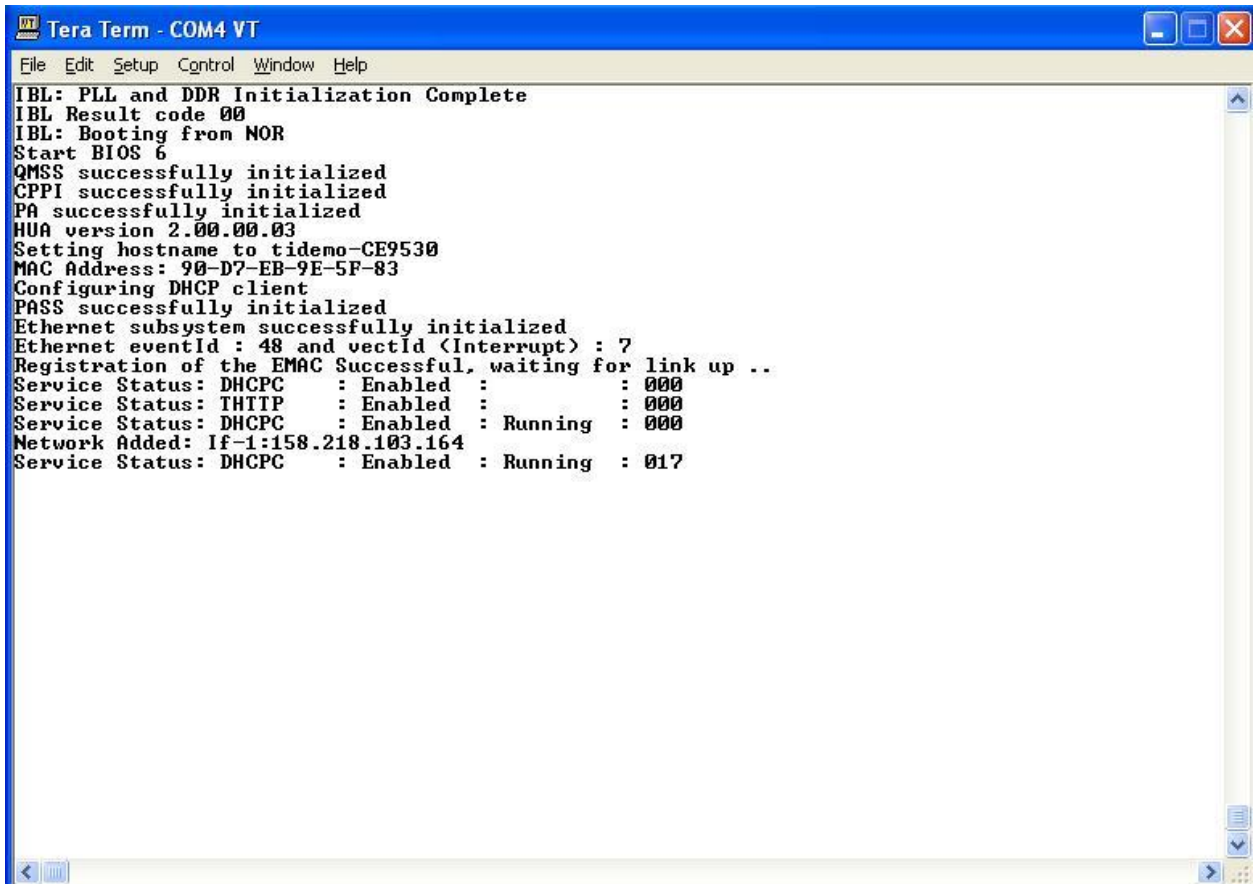 Tera Term - COM4 VT
File Edit Setup Control Window Help
IBL: PLL and DDR Initialization Complete
IBL Result code 00
IBL: Booting from NOR
Start BIOS 6
QMSS successfully initialized
CPPI successfully initialized
PA successfully initialized
HUA version 2.00.00.03
Setting hostname to tidemo-CE9530
MAC Address: 90-D7-EB-9E-5F-83
Configuring DHCP client
PASS successfully initialized
Ethernet subsystem successfully initialized
Ethernet eventId : 48 and vectId (Interrupt) : 7
Registration of the EMAC Successful, waiting for link up ..
Service Status: DHCPC    : Enabled  :          : 000
Service Status: THTTP    : Enabled  :          : 000
Service Status: DHCPC    : Enabled  : Running  : 000
Network Added: If-1:158.218.103.164
Service Status: DHCPC    : Enabled  : Running  : 017